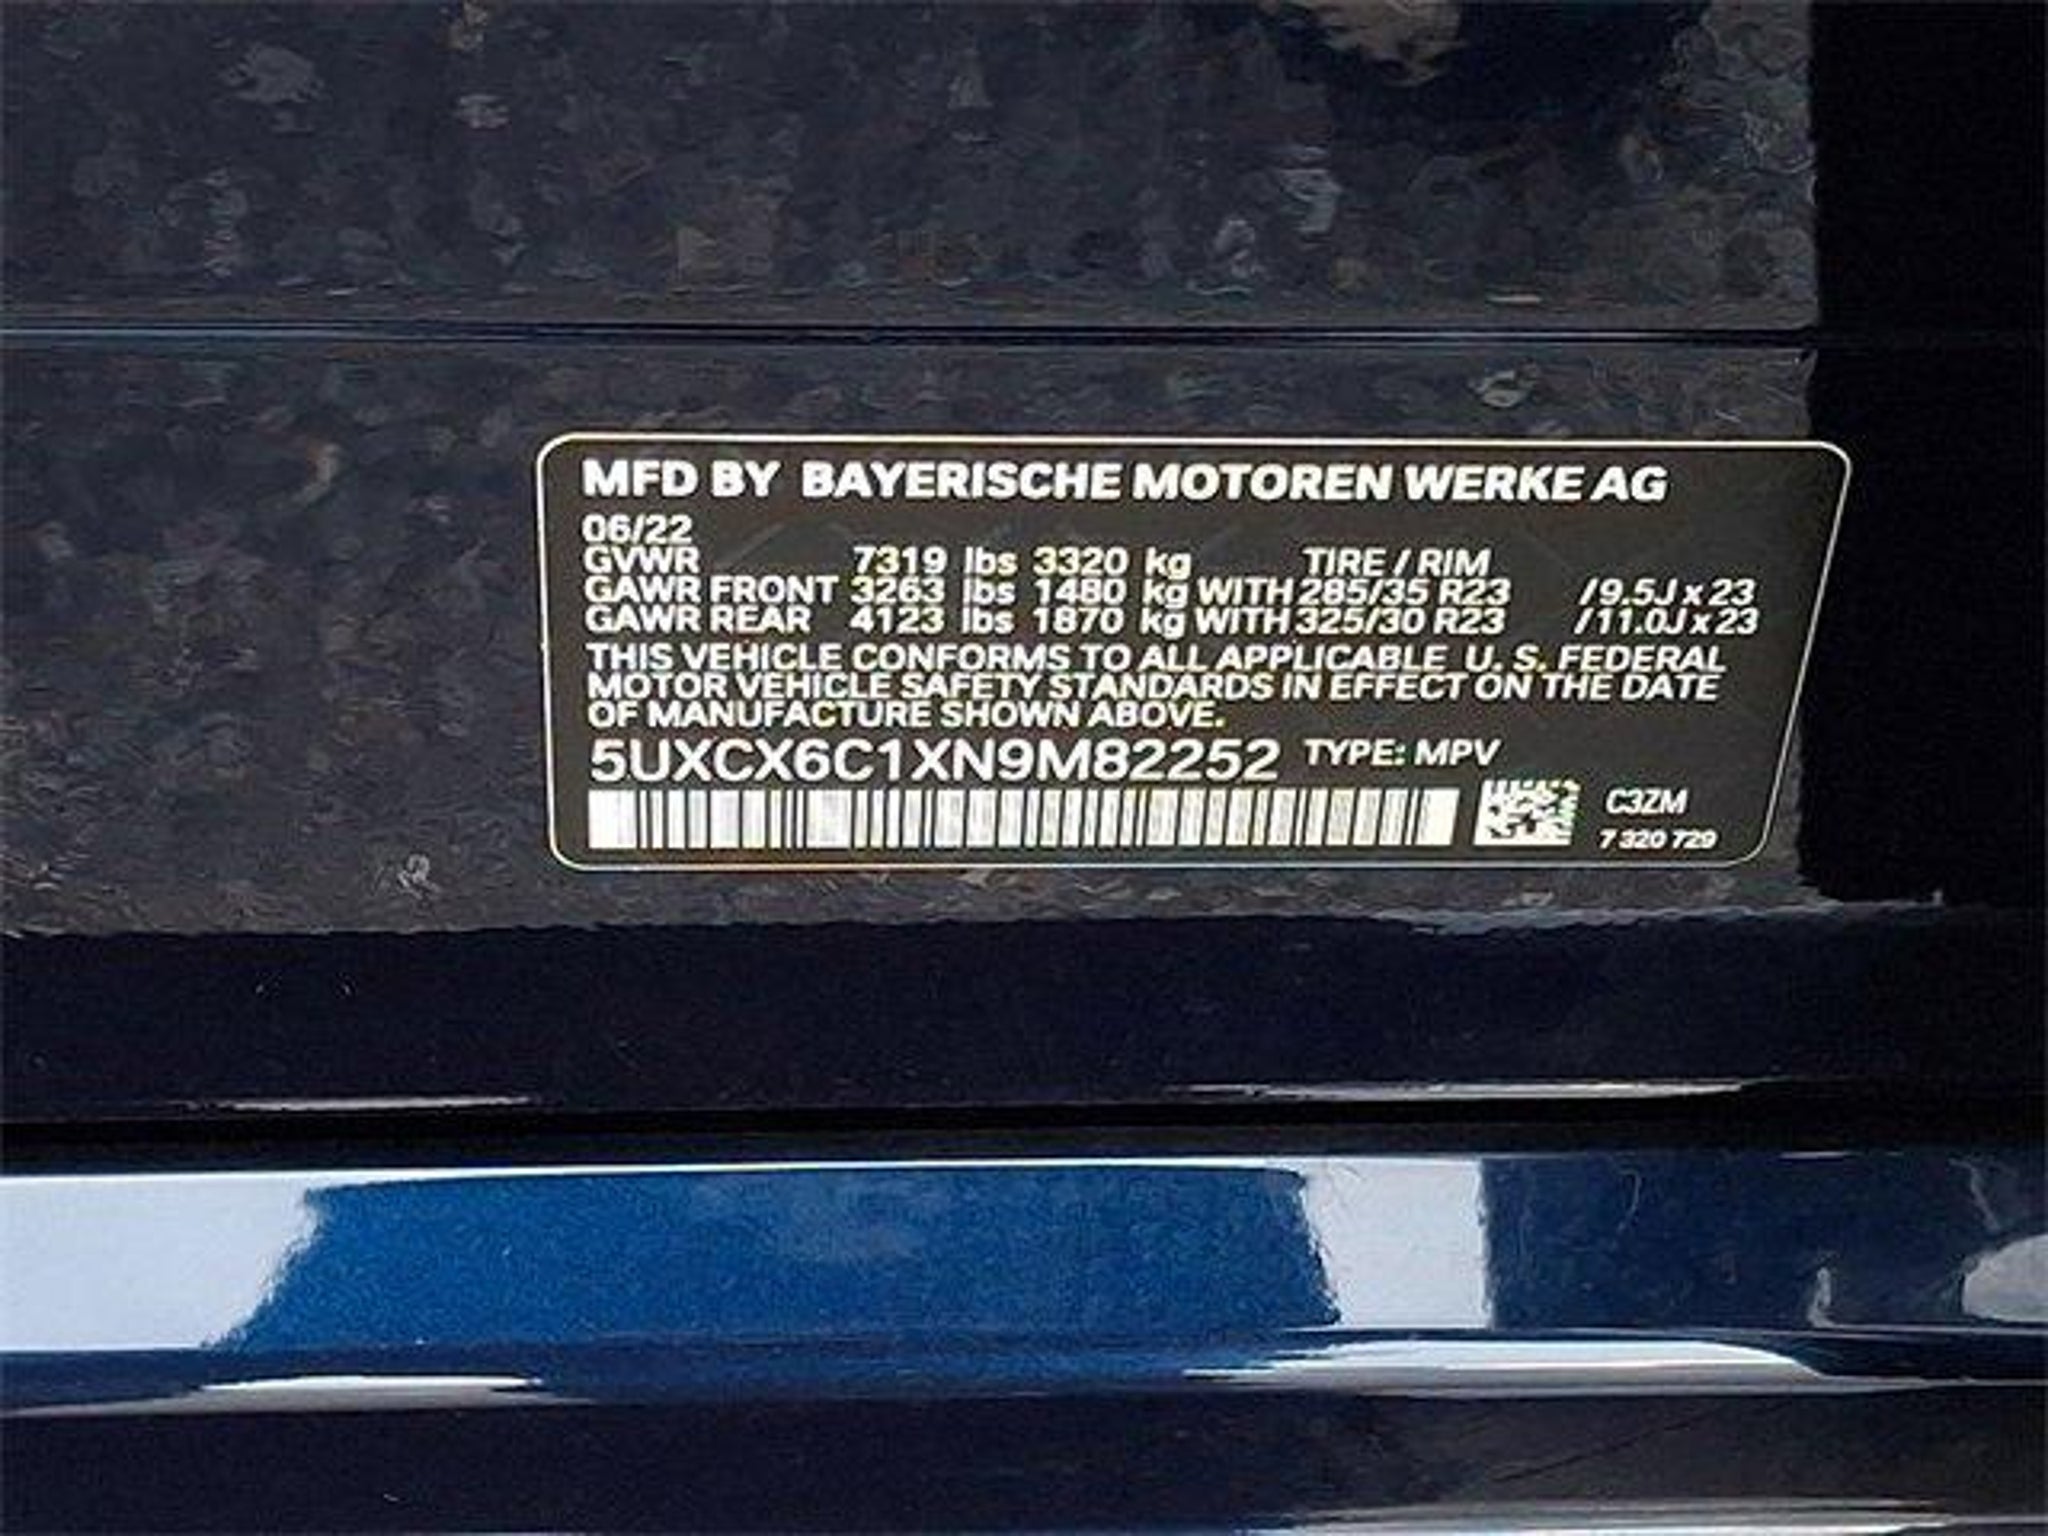 MFD BY BAYERISCHE MOTOREN WERKE AG
06/22
GVWR 7319 lbs 3320 kg TIRE / RIM
GAWR FRONT 3263 lbs 1480 kg WITH 285/35 R23 /9.5J x 23
GAWR REAR 4123 lbs 1870 kg WITH 325/30 R23 /11.0J x 23
THIS VEHICLE CONFORMS TO ALL APPLICABLE U. S. FEDERAL
MOTOR VEHICLE SAFETY STANDARDS IN EFFECT ON THE DATE
OF MANUFACTURE SHOWN ABOVE.
5UXCX6C1XN9M82252 TYPE: MPV
C3ZM
7 320 729